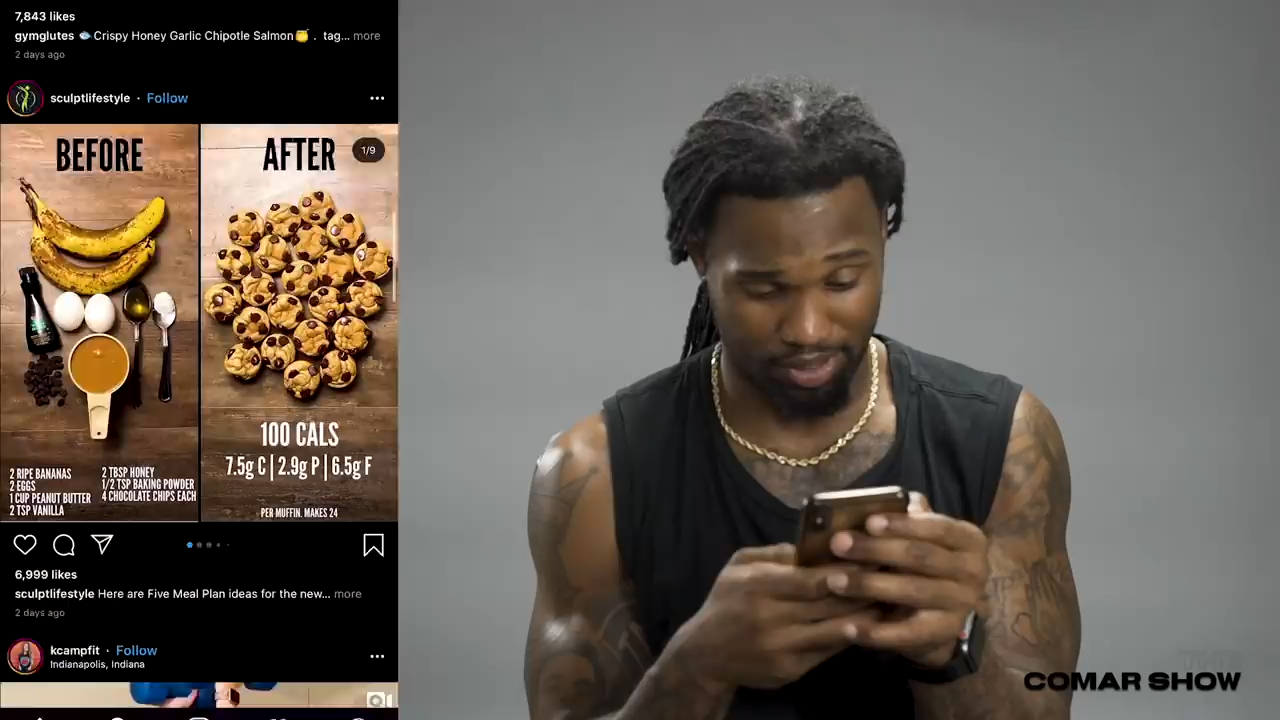 7,843 likes
gymglutes 🐟Crispy Honey Garlic Chipotle Salmon🍯 . tag... more
2 days ago
sculptlifestyle · Follow
BEFORE
AFTER
1/9
100 CALS
7.5g C | 2.9g P | 6.5g F
2 RIPE BANANAS
2 EGGS
1 CUP PEANUT BUTTER
2 TSP VANILLA
2 TBSP HONEY
1/2 TSP BAKING POWDER
4 CHOCOLATE CHIPS EACH
PER MUFFIN. MAKES 24
6,999 likes
sculptlifestyle Here are Five Meal Plan ideas for the new... more
2 days ago
kcampfit · Follow
Indianapolis, Indiana
THE
COMAR SHOW